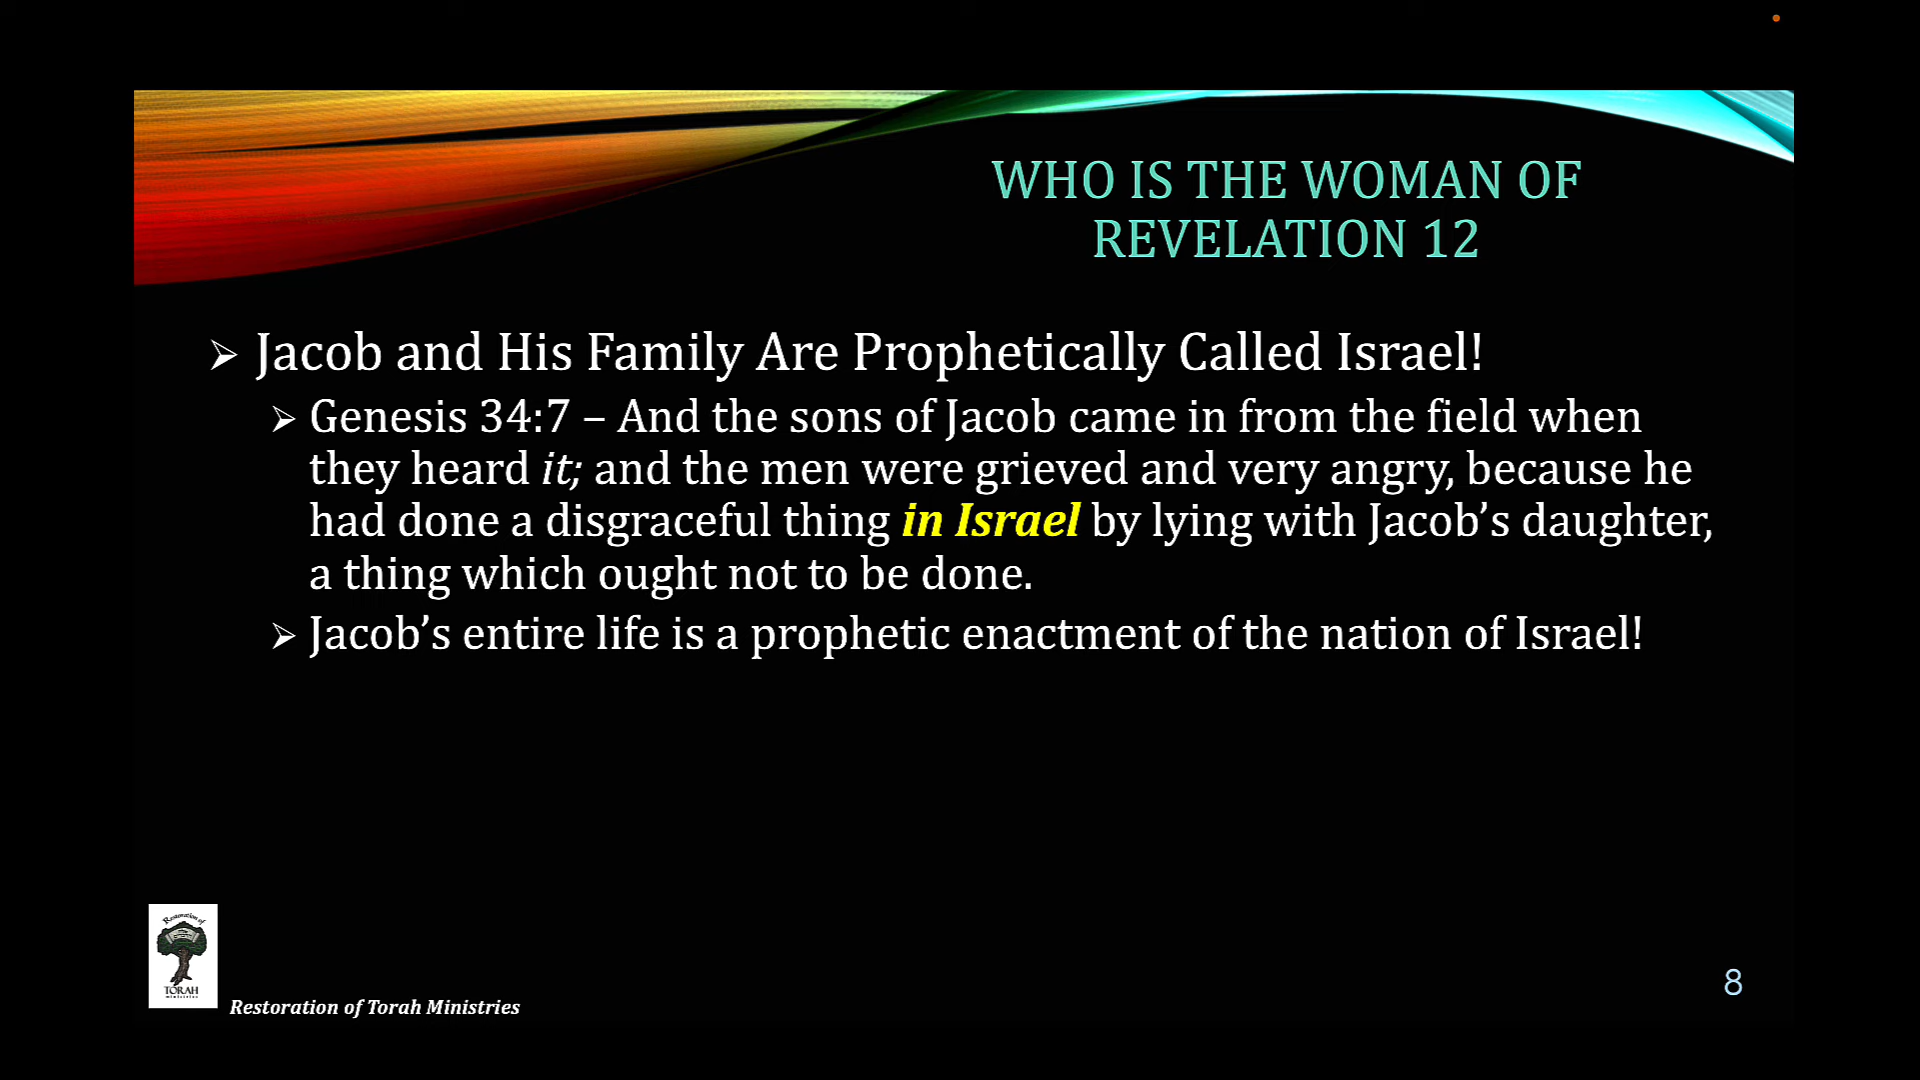 WHO IS THE WOMAN OF
REVELATION 12
➢ Jacob and His Family Are Prophetically Called Israel!
➢ Genesis 34:7 – And the sons of Jacob came in from the field when
they heard it; and the men were grieved and very angry, because he
had done a disgraceful thing in Israel by lying with Jacob’s daughter,
a thing which ought not to be done.
➢ Jacob’s entire life is a prophetic enactment of the nation of Israel!
Restoration of
TORAH
ministries
Restoration of Torah Ministries
8